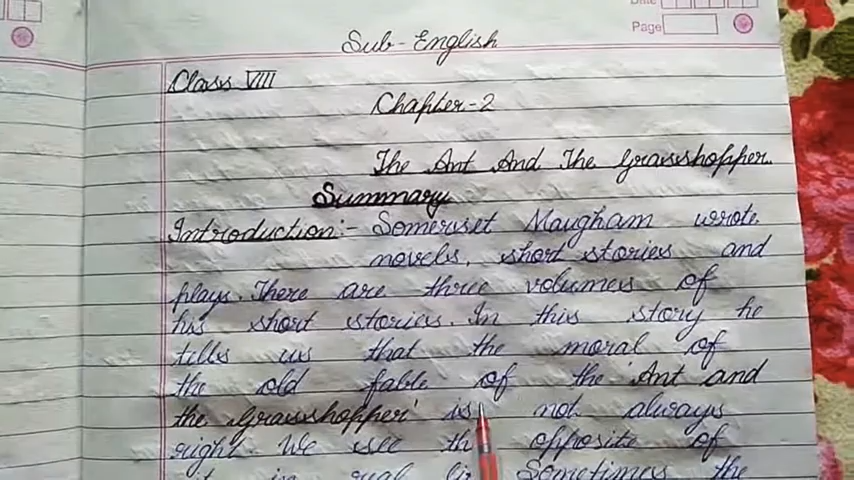 Date
Page
Sub-English
Class VIII
Chapter-2
The Ant And The Grasshopper.
Summary
Introduction:- Somerset Maugham wrote
novels, short stories and
plays. There are three volumes of
his short stories. In this story he
tells us that the moral of
the old fable of the 'Ant and
the Grasshopper' is not always
right. We see the opposite of
in real Sometimes the